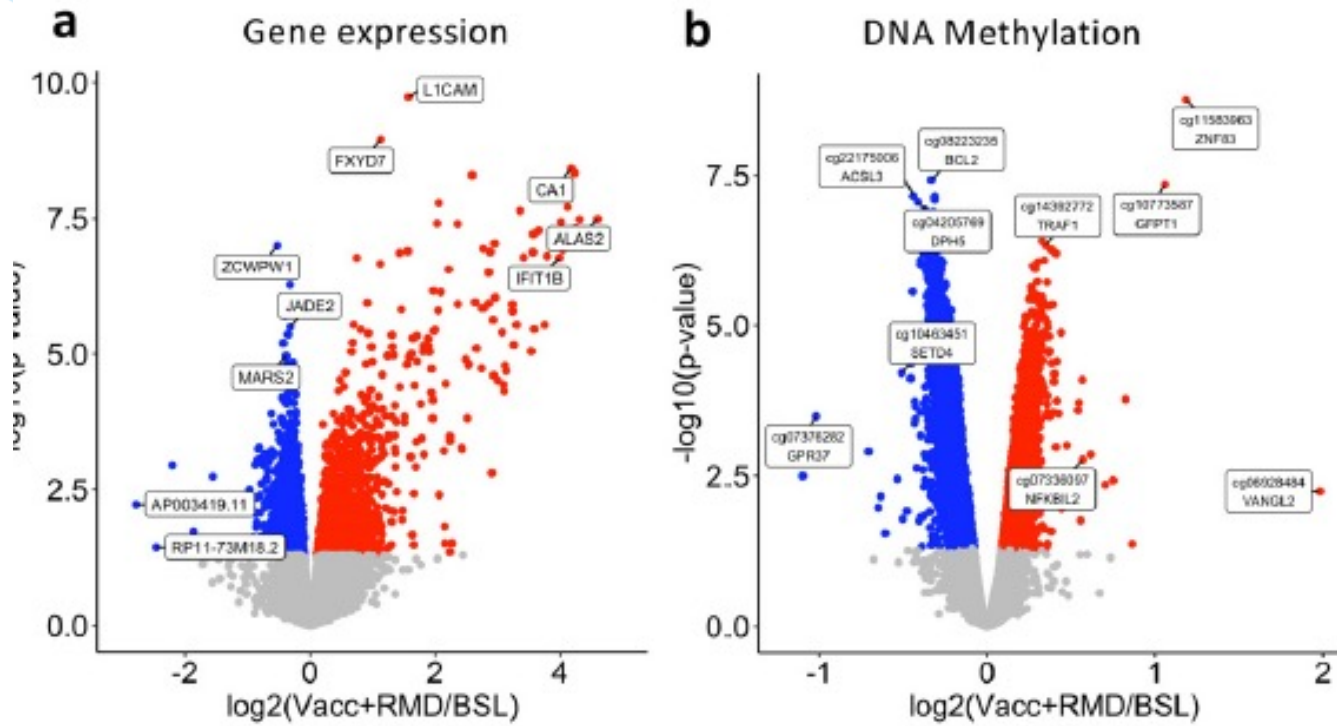 a
Gene expression
10.0
7.5
5.0
2.5
0.0
log10(p value)
L1CAM
FXYD7
CA1
ALAS2
IFIT1B
ZCWPW1
JADE2
MARS2
AP003419.11
RP11-73M18.2
-2
0
2
4
log2(Vacc+RMD/BSL)
b
DNA Methylation
7.5
5.0
2.5
0.0
-log10(p-value)
cg11583963
ZNF83
cg08223235
BCL2
cg22175006
ACSL3
cg14392772
TRAF1
cg10773587
GFPT1
cg04205769
DPH5
cg10463451
SETD4
cg07376282
GPR37
cg07336097
NFKBIL2
cg06928484
VANGL2
-1
0
1
2
log2(Vacc+RMD/BSL)